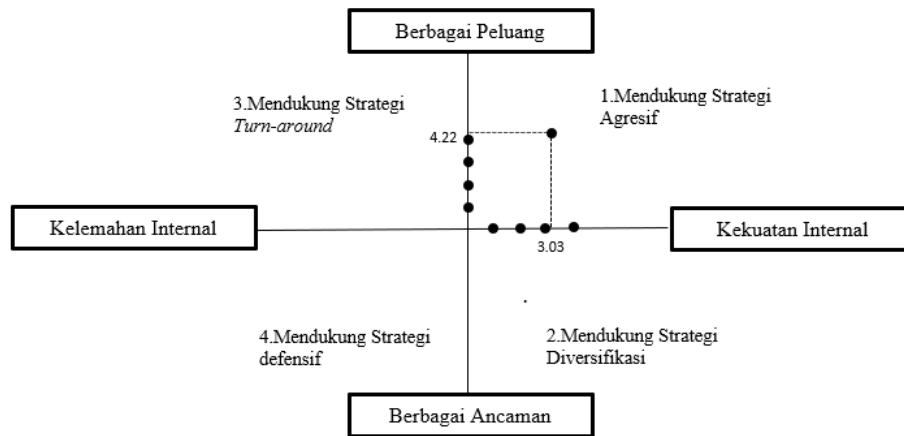 Berbagai Peluang
3.Mendukung Strategi
Turn-around
1.Mendukung Strategi
Agresif
4.22
Kelemahan Internal
Kekuatan Internal
3.03
4.Mendukung Strategi
defensif
2.Mendukung Strategi
Diversifikasi
Berbagai Ancaman